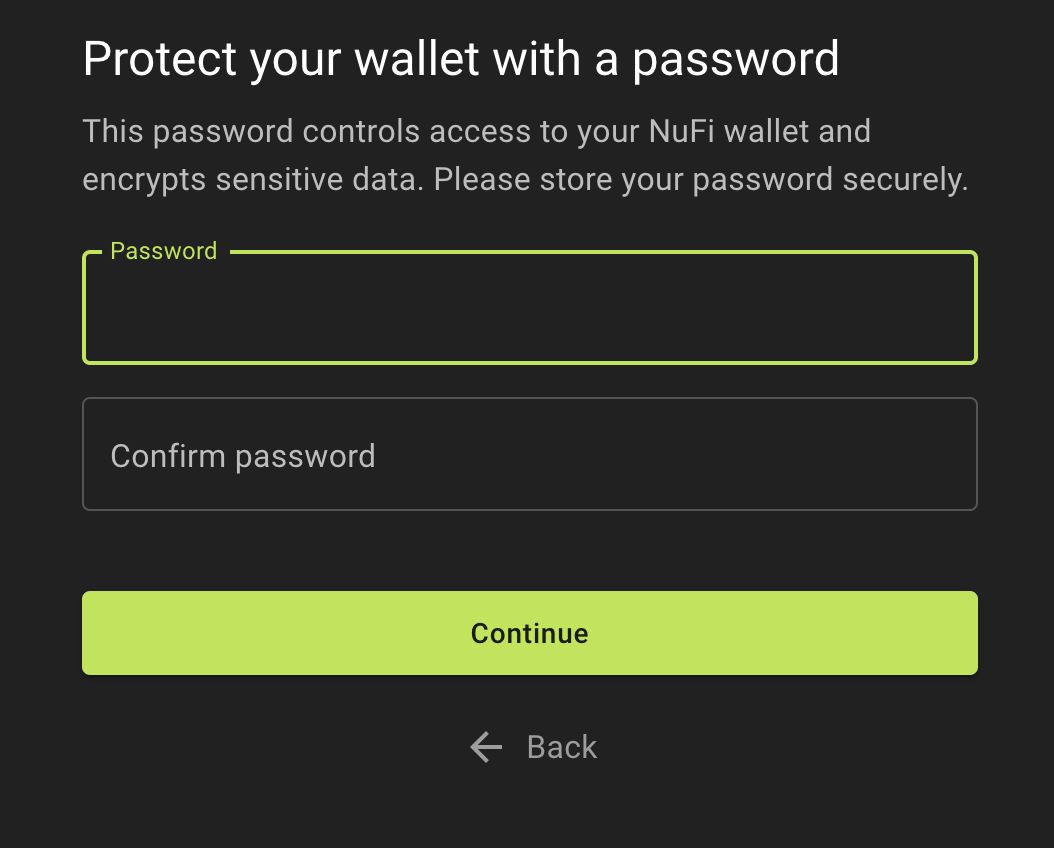 Protect your wallet with a password
This password controls access to your NuFi wallet and
encrypts sensitive data. Please store your password securely.
Password
Confirm password
Continue
Back